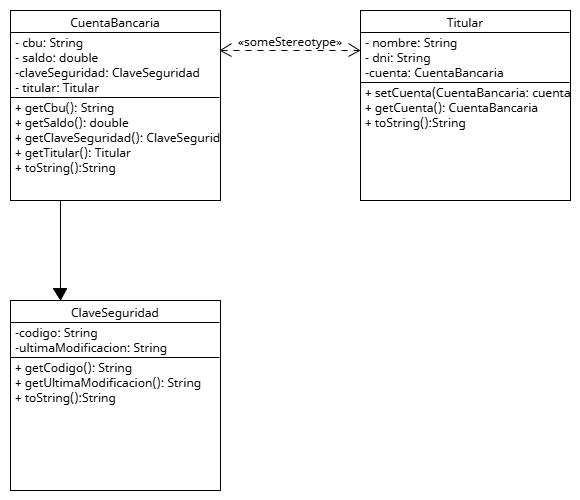 CuentaBancaria
- cbu: String
- saldo: double
-claveSeguridad: ClaveSeguridad
- titular: Titular
+ getCbu(): String
+ getSaldo(): double
+ getClaveSeguridad(): ClaveSegurid
+ getTitular(): Titular
+ toString():String
«someStereotype»
Titular
- nombre: String
- dni: String
-cuenta: CuentaBancaria
+ setCuenta(CuentaBancaria: cuenta
+ getCuenta(): CuentaBancaria
+ toString():String
ClaveSeguridad
-codigo: String
-ultimaModificacion: String
+ getCodigo(): String
+ getUltimaModificacion(): String
+ toString():String